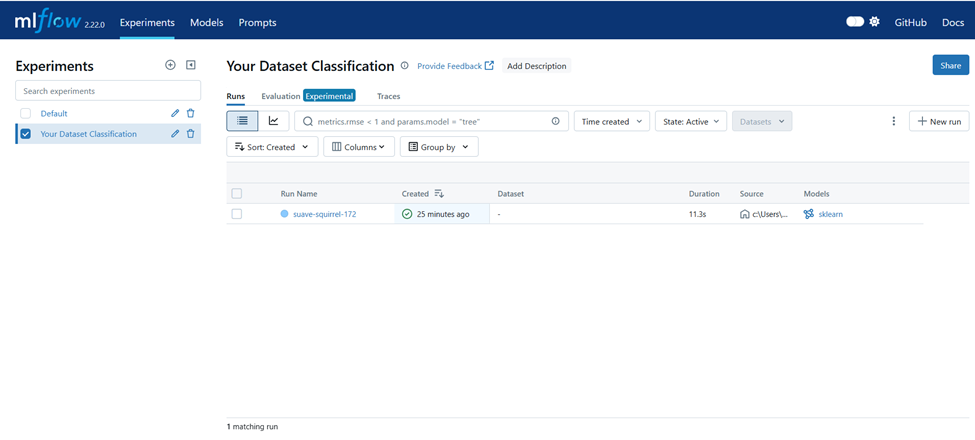 mlflow 2.22.0 Experiments Models Prompts GitHub Docs
Experiments
Search experiments
Default
Your Dataset Classification
Your Dataset Classification Provide Feedback Add Description Share
Runs Evaluation Experimental Traces
metrics.rmse < 1 and params.model = "tree" Time created State: Active Datasets New run
Sort: Created Columns Group by
Run Name Created Dataset Duration Source Models
suave-squirrel-172 25 minutes ago - 11.3s c:\Users\... sklearn
1 matching run